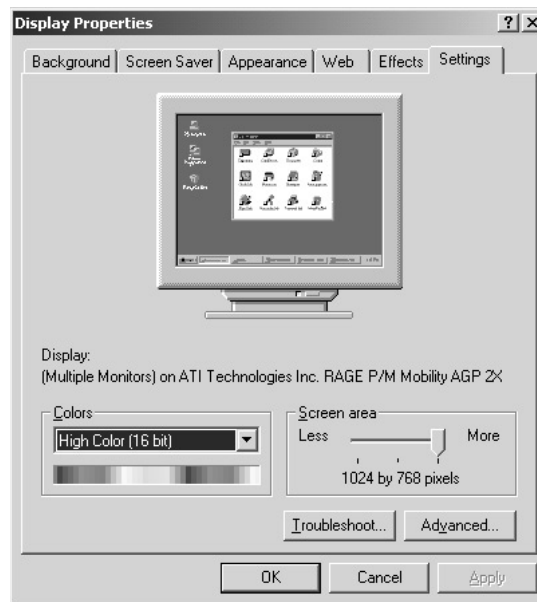 Display Properties
? ×
Background Screen Saver Appearance Web Effects Settings
Display:
(Multiple Monitors) on ATI Technologies Inc. RAGE P/M Mobility AGP 2X
Colors
High Color (16 bit)
Screen area
Less More
1024 by 768 pixels
Troubleshoot... Advanced...
OK Cancel Apply